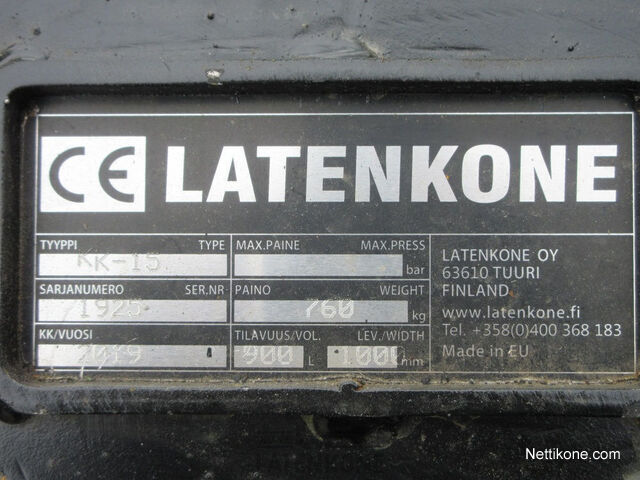 CE LATENKONE
TYYPPI TYPE
KK-15
MAX.PAINE MAX.PRESS
bar
SARJANUMERO SER.NR
1925
PAINO WEIGHT
760 kg
KK/VUOSI
2019
TILAVUUS/VOL. LEV./WIDTH
900 L 1000 mm
LATENKONE OY
63610 TUURI
FINLAND
www.latenkone.fi
Tel. +358(0)400 368 183
Made in EU
Nettikone.com